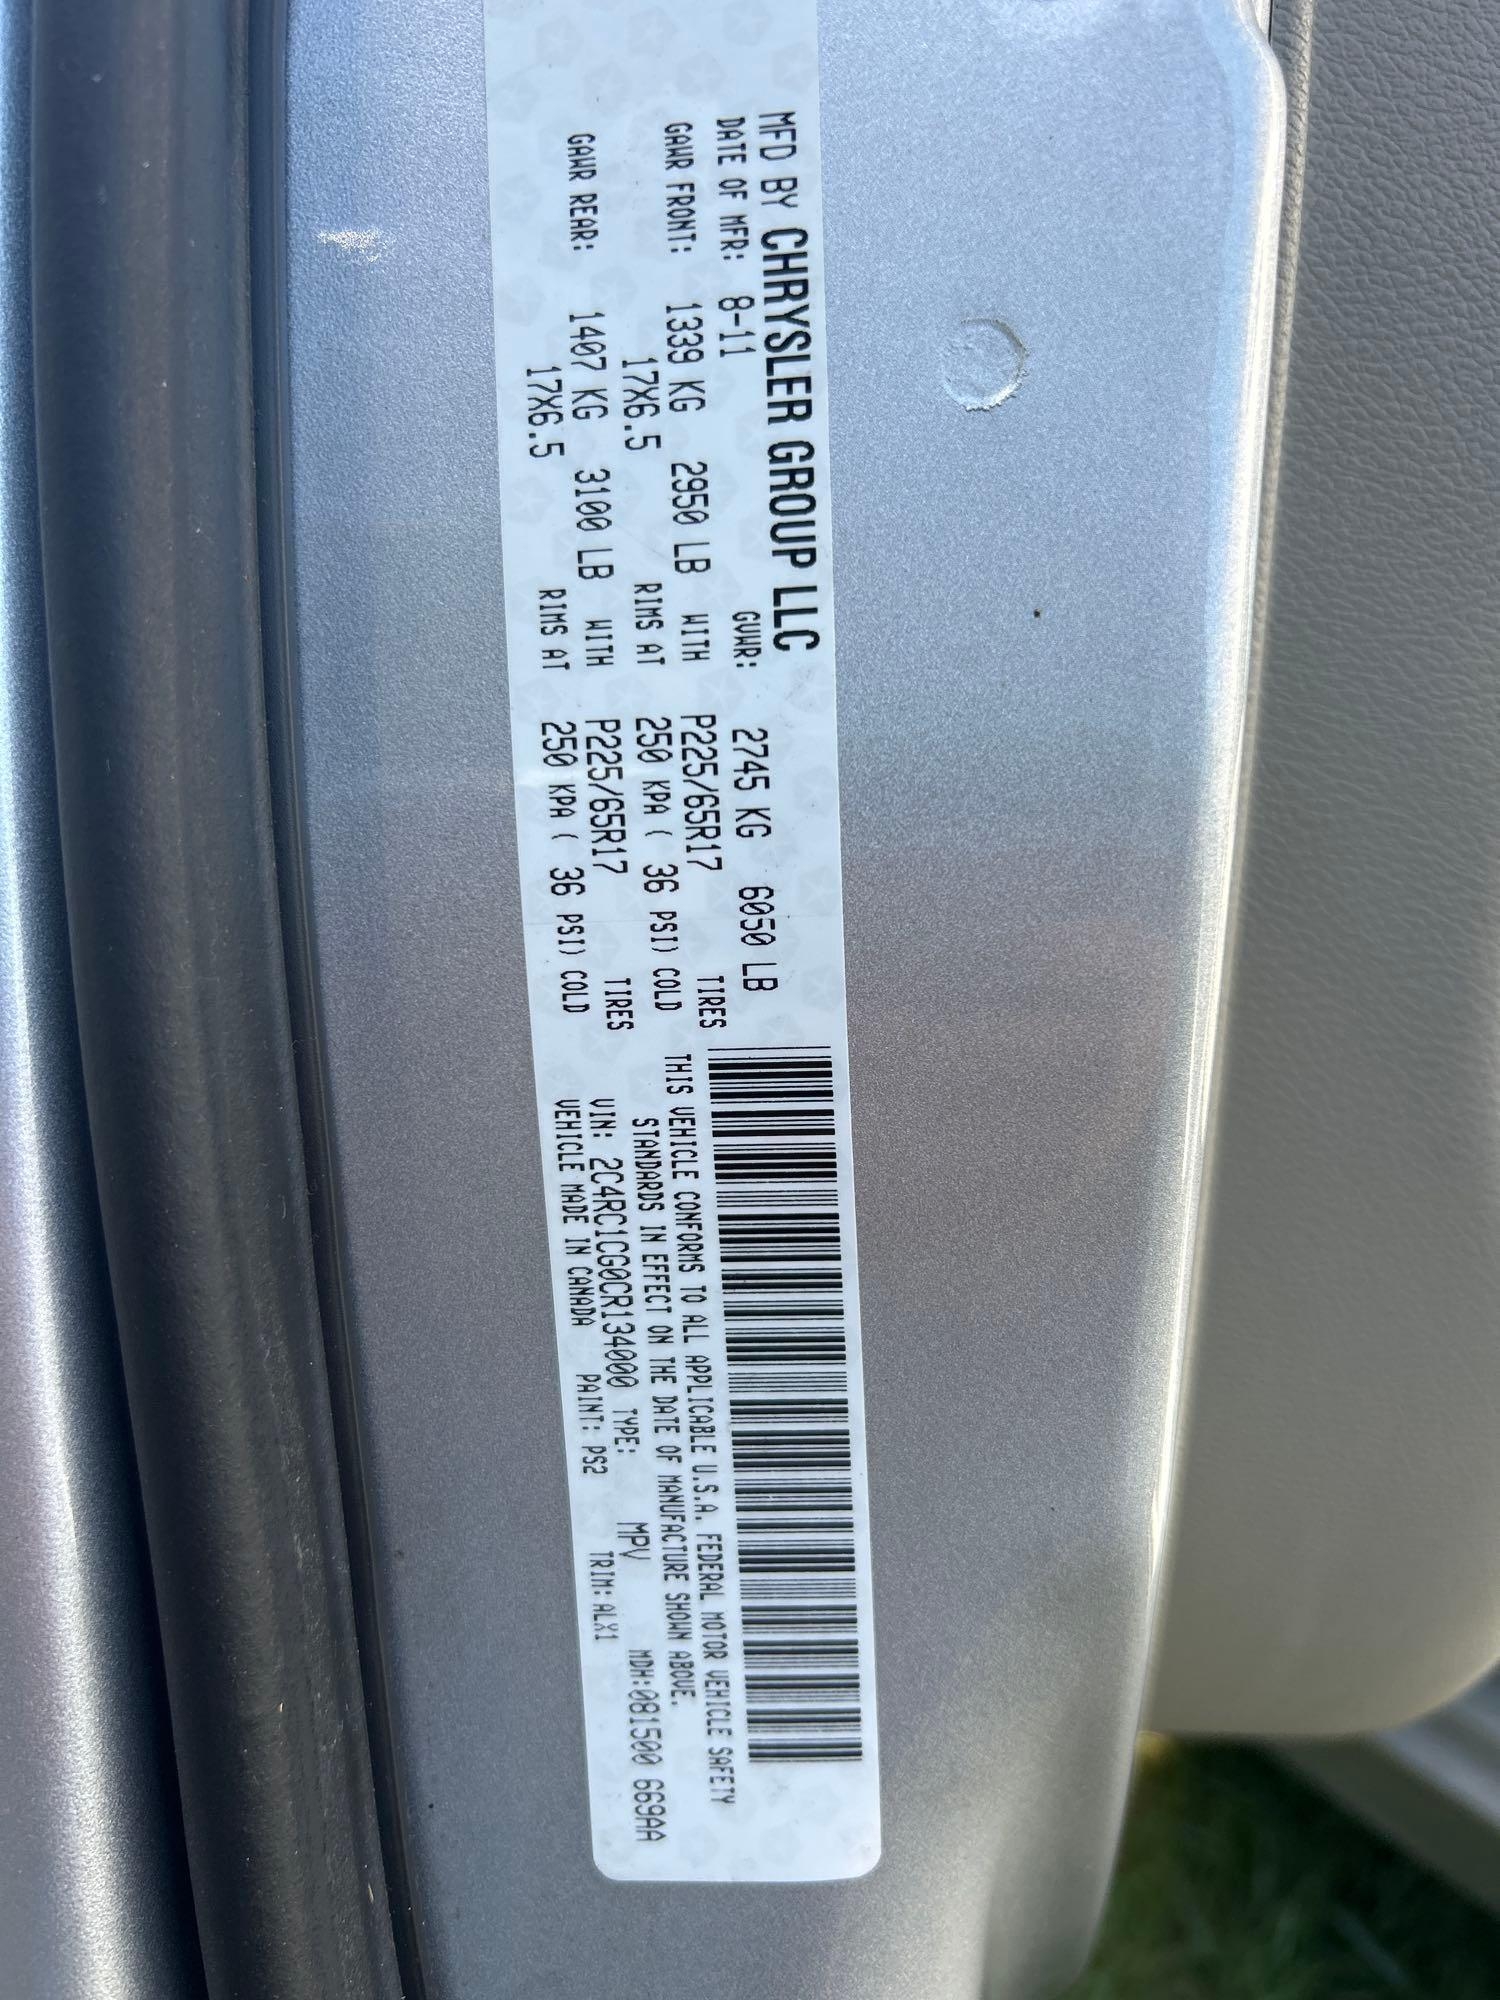 MFD BY CHRYSLER GROUP LLC
DATE OF MFR: 8-11 GVWR: 2745 KG 6050 LB
GAWR FRONT: 1339 KG 2950 LB WITH P225/65R17 TIRES
17X6.5 RIMS AT 250 KPA ( 36 PSI) COLD
GAWR REAR: 1407 KG 3100 LB WITH P225/65R17 TIRES
17X6.5 RIMS AT 250 KPA ( 36 PSI) COLD
THIS VEHICLE CONFORMS TO ALL APPLICABLE U.S.A. FEDERAL MOTOR VEHICLE SAFETY
STANDARDS IN EFFECT ON THE DATE OF MANUFACTURE SHOWN ABOVE.
VIN: 2C4RC1CG0CR134000 TYPE: MPV MDH:081500 669AA
VEHICLE MADE IN CANADA PAINT: PS2 TRIM:ALX1